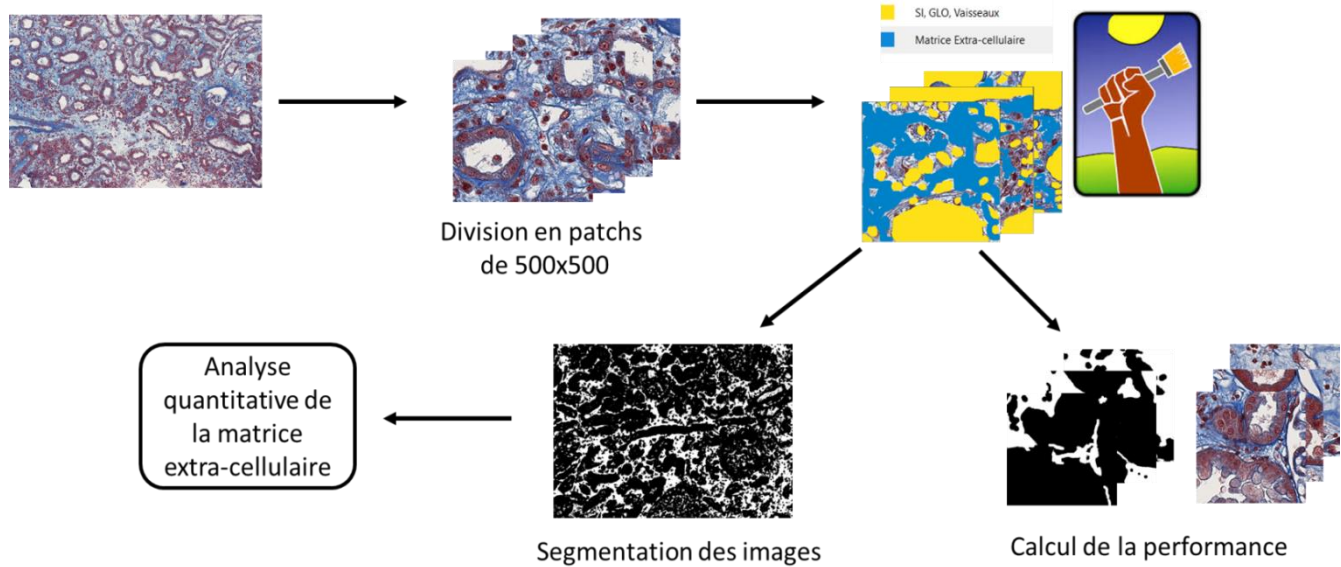 SI, GLO, Vaisseaux
Matrice Extra-cellulaire
Division en patchs
de 500x500
Analyse
quantitative de
la matrice
extra-cellulaire
Segmentation des images
Calcul de la performance